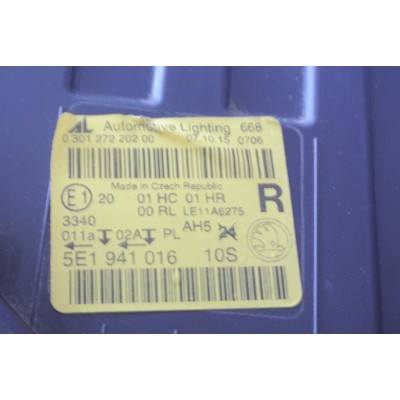 AL Automotive Lighting 668
0 301 272 202 00 07.10.15 0706
Made in Czech Republic
E1 20 01 HC 01 HR R
00 RL LE11A6275
3340 AH5
011a 02A PL
5E1 941 016 10S